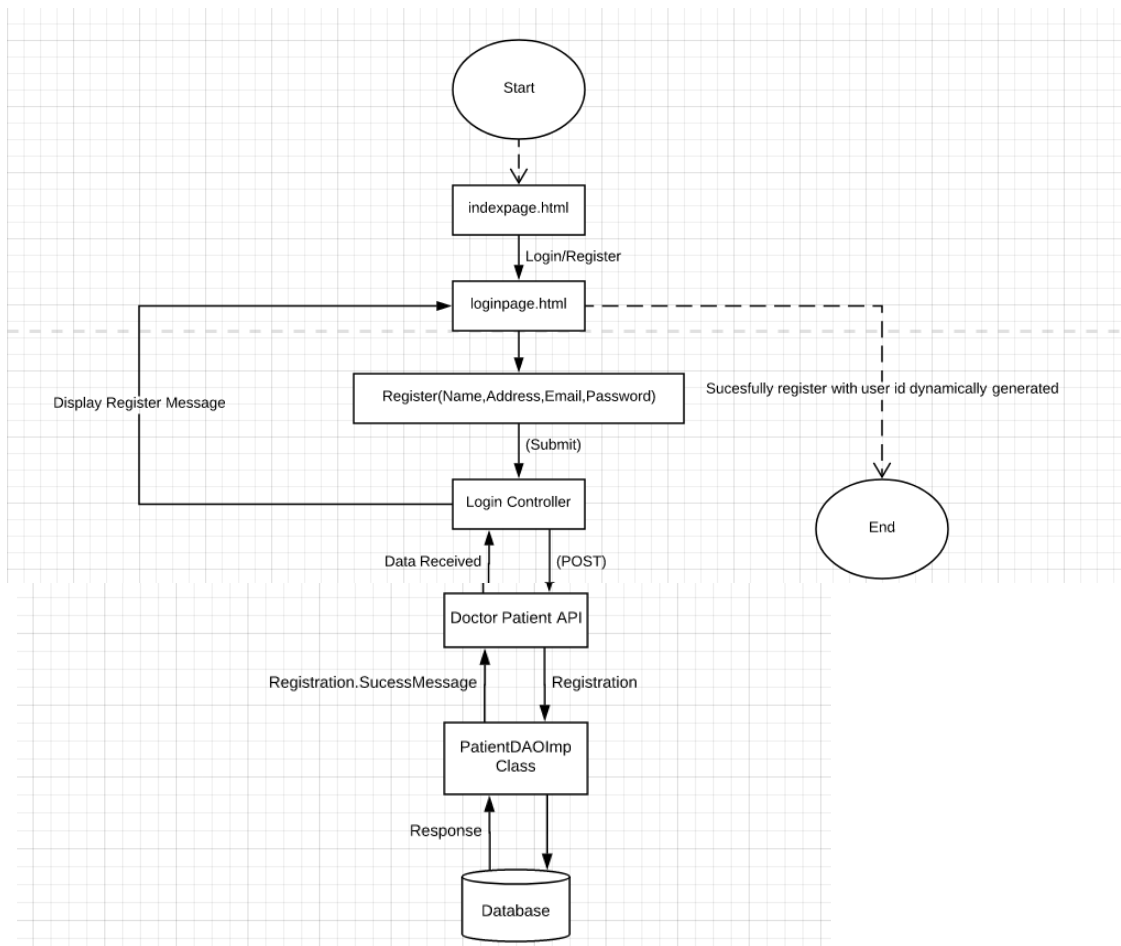 Start
indexpage.html
Login/Register
loginpage.html
Register(Name,Address,Email,Password)
Sucesfully register with user id dynamically generated
Display Register Message
(Submit)
Login Controller
End
Data Received
(POST)
Doctor Patient API
Registration.SucessMessage
Registration
PatientDAOImp
Class
Response
Database